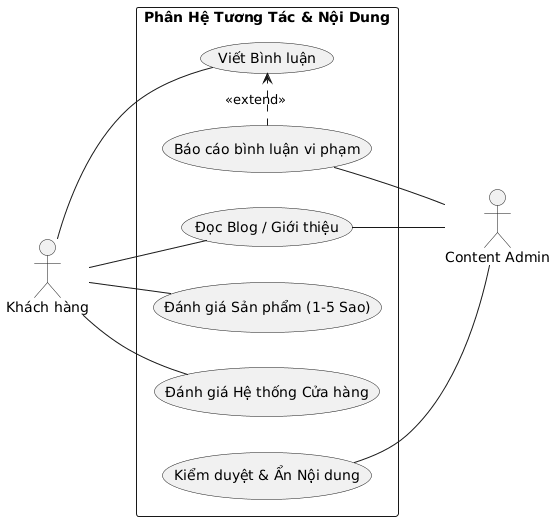 Phân Hệ Tương Tác & Nội Dung
Viết Bình luận
«extend»
Báo cáo bình luận vi phạm
Đọc Blog / Giới thiệu
Content Admin
Khách hàng
Đánh giá Sản phẩm (1-5 Sao)
Đánh giá Hệ thống Cửa hàng
Kiểm duyệt & Ẩn Nội dung